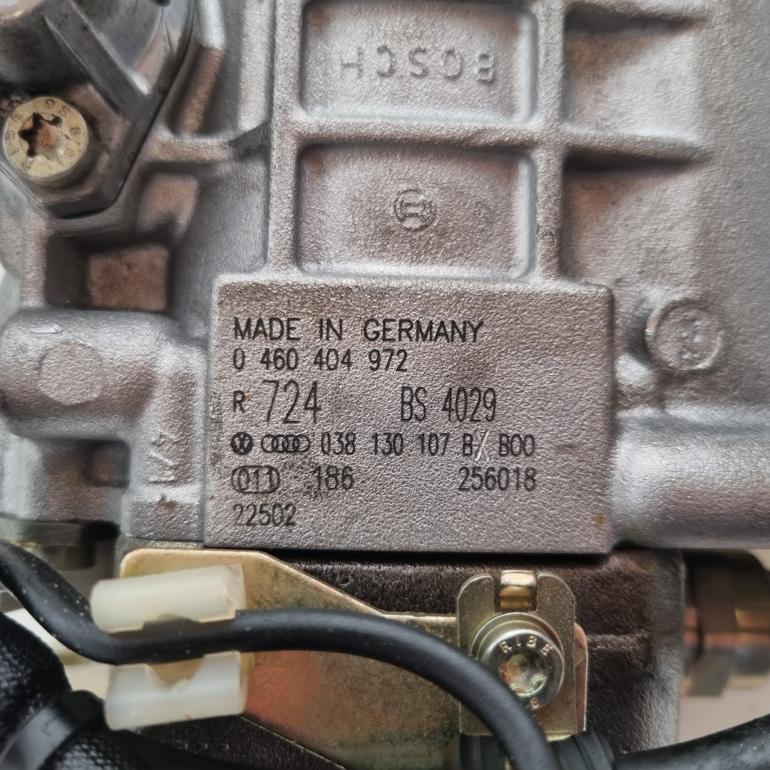 BOSCH
MADE IN GERMANY
0 460 404 972
R 724 BS 4029
038 130 107 B/ B00
011 186 256018
22502
RIBE